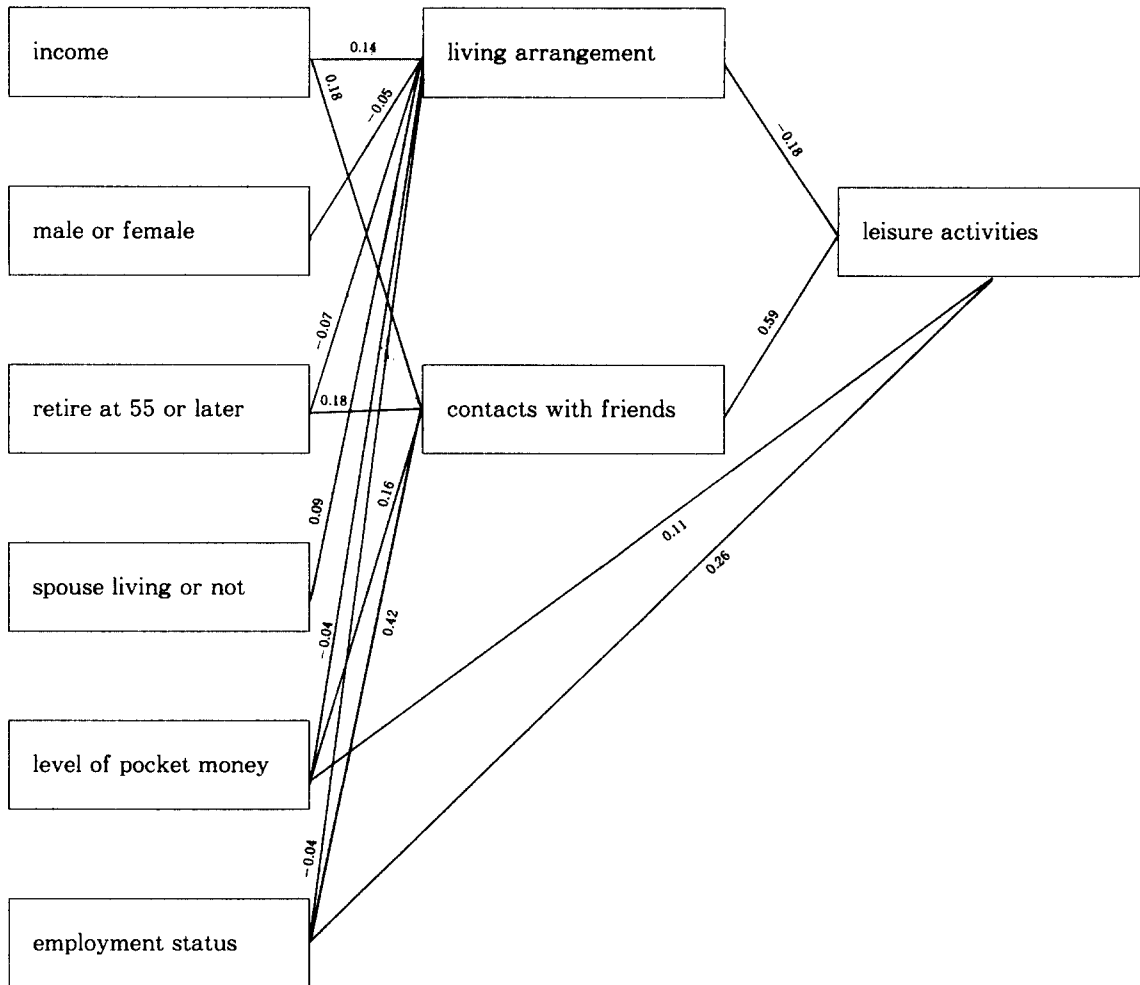 income
0.14
living arrangement
0.18
−0.05
−0.18
male or female
leisure activities
−0.07
0.59
retire at 55 or later
0.18
contacts with friends
0.09
0.16
0.11
0.26
spouse living or not
−0.04
0.42
level of pocket money
−0.04
employment status